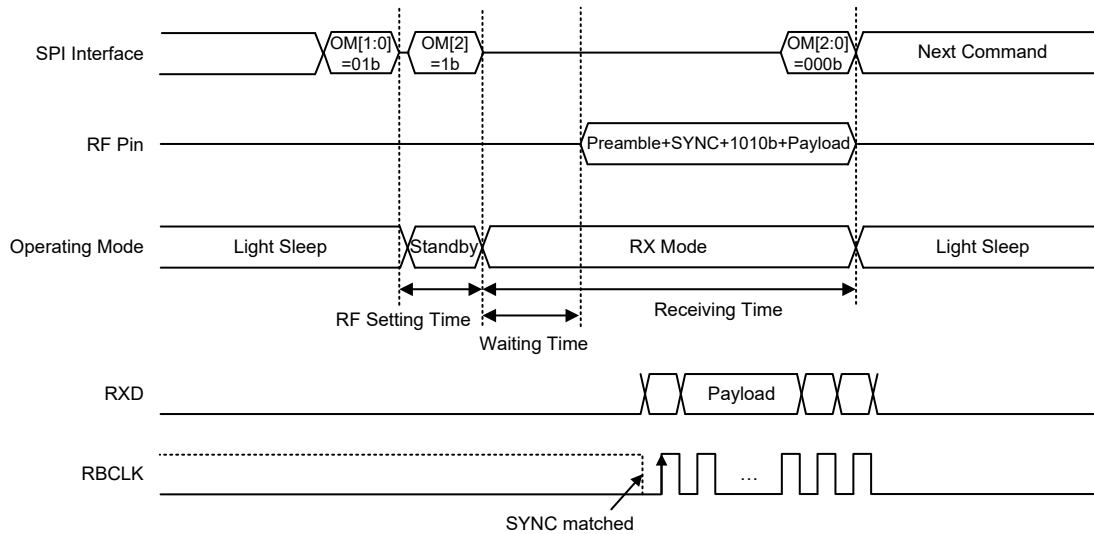 SPI Interface
OM[1:0]
=01b
OM[2]
=1b
OM[2:0]
=000b
Next Command
RF Pin
Preamble+SYNC+1010b+Payload
Operating Mode
Light Sleep
Standby
RX Mode
Light Sleep
RF Setting Time
Receiving Time
Waiting Time
RXD
Payload
RBCLK
...
SYNC matched